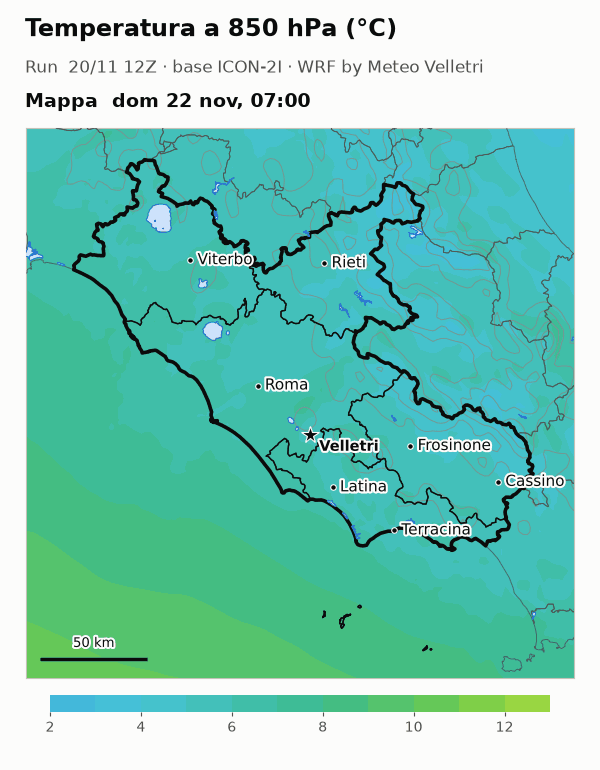 Temperatura a 850 hPa (°C)
Run  20/11 12Z · base ICON-2I · WRF by Meteo Velletri
Mappa  dom 22 nov, 07:00
Viterbo
Rieti
Roma
Velletri
Frosinone
Cassino
Latina
Terracina
50 km
2 4 6 8 10 12